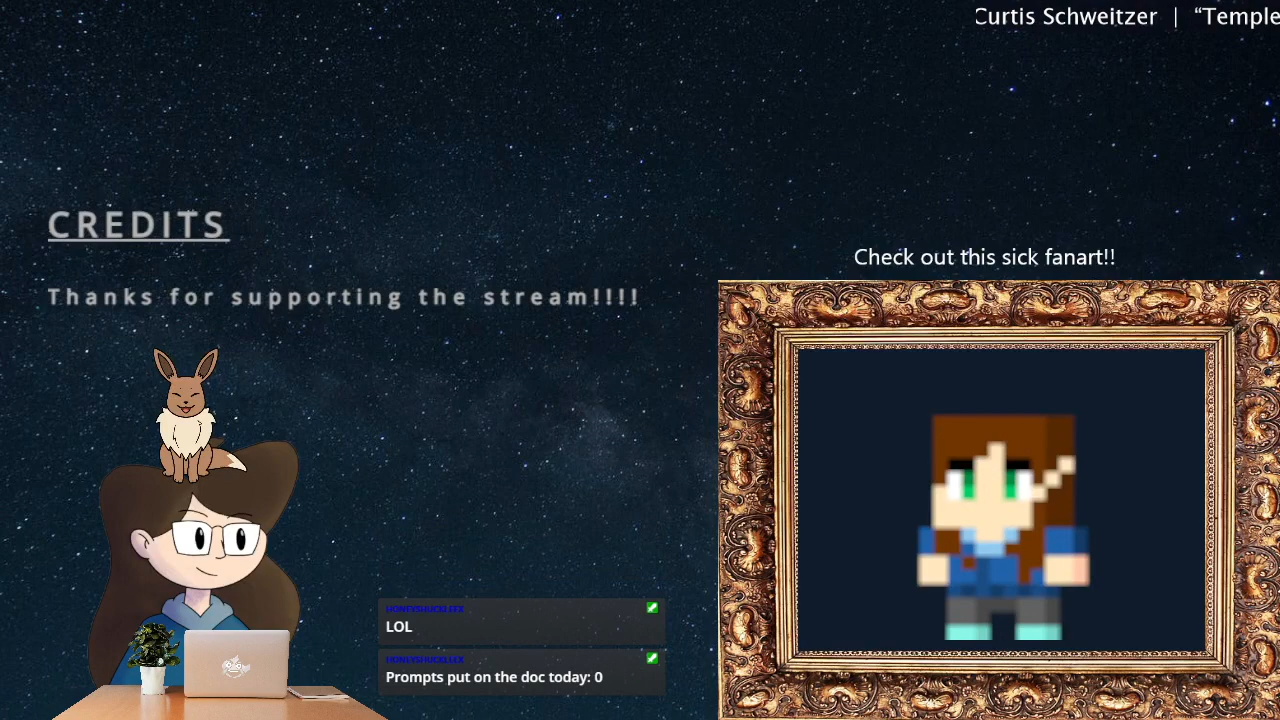 Curtis Schweitzer | “Temple
CREDITS
Thanks for supporting the stream!!!!
Check out this sick fanart!!
LOL
Prompts put on the doc today: 0